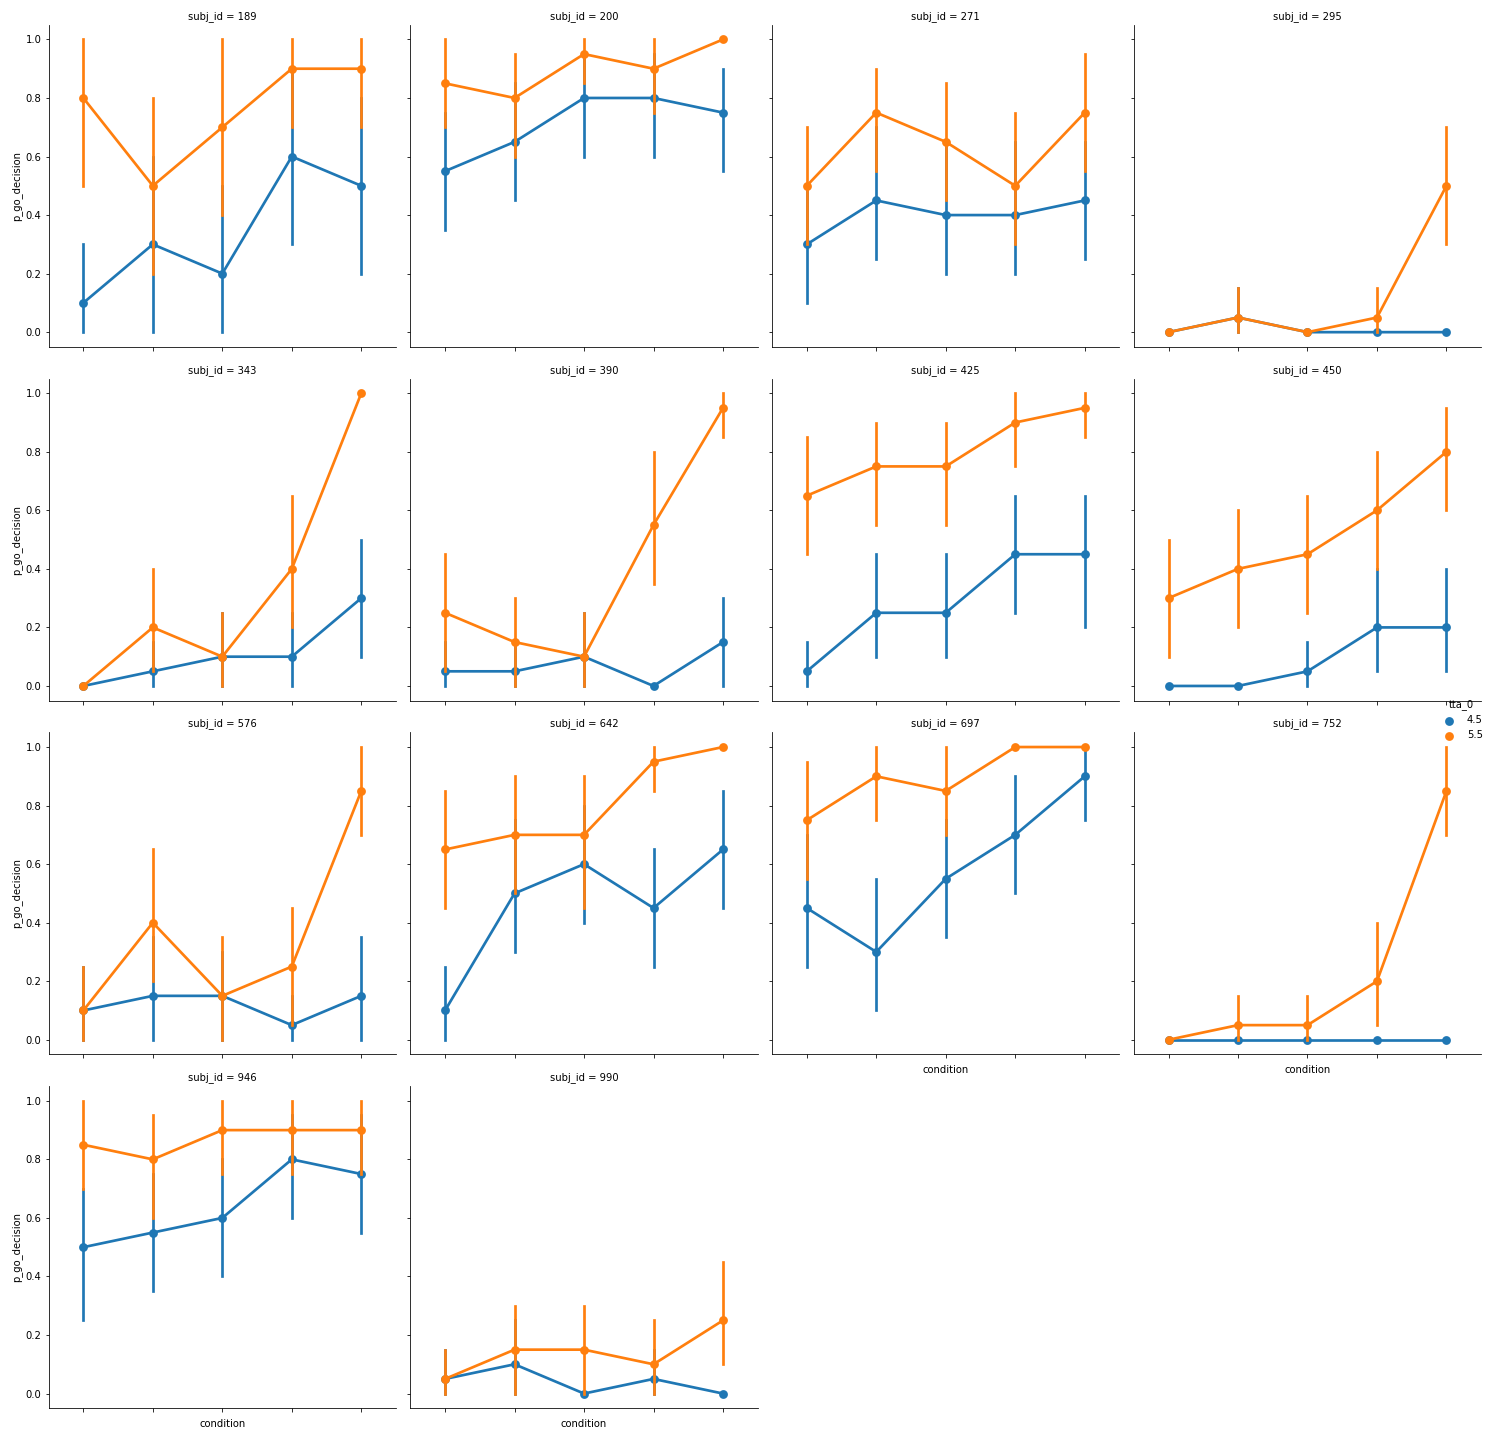 subj_id = 189
subj_id = 200
subj_id = 271
subj_id = 295
1.0
0.8
0.6
0.4
0.2
0.0
p_go_decision
subj_id = 343
subj_id = 390
subj_id = 425
subj_id = 450
1.0
0.8
0.6
0.4
0.2
0.0
p_go_decision
tta_0
4.5
5.5
subj_id = 576
subj_id = 642
subj_id = 697
subj_id = 752
1.0
0.8
0.6
0.4
0.2
0.0
p_go_decision
condition
condition
subj_id = 946
subj_id = 990
1.0
0.8
0.6
0.4
0.2
0.0
p_go_decision
condition
condition